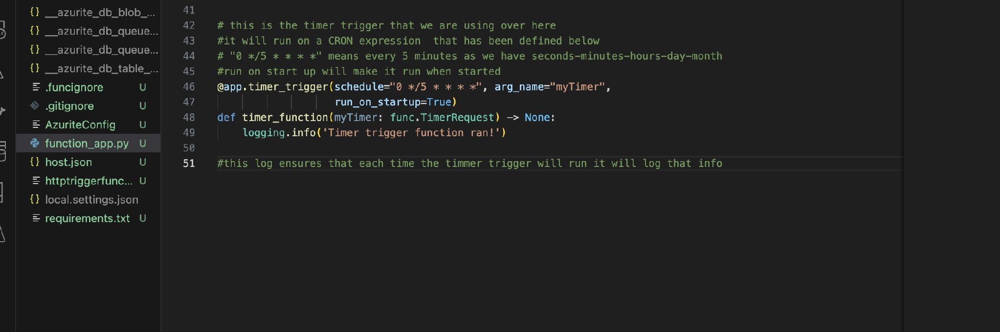 __azurite_db_blob_...
__azurite_db_queue...
__azurite_db_queue...
__azurite_db_table_...
.funcignore U
.gitignore U
AzuriteConfig U
function_app.py U
host.json U
httptriggerfunc... U
local.settings.json
requirements.txt U
41
42 # this is the timer trigger that we are using over here
43 #it will run on a CRON expression  that has been defined below
44 # "0 */5 * * * *" means every 5 minutes as we have seconds-minutes-hours-day-month
45 #run on start up will make it run when started
46 @app.timer_trigger(schedule="0 */5 * * * *", arg_name="myTimer",
47 run_on_startup=True)
48 def timer_function(myTimer: func.TimerRequest) -> None:
49 logging.info('Timer trigger function ran!')
50
51 #this log ensures that each time the timmer trigger will run it will log that info